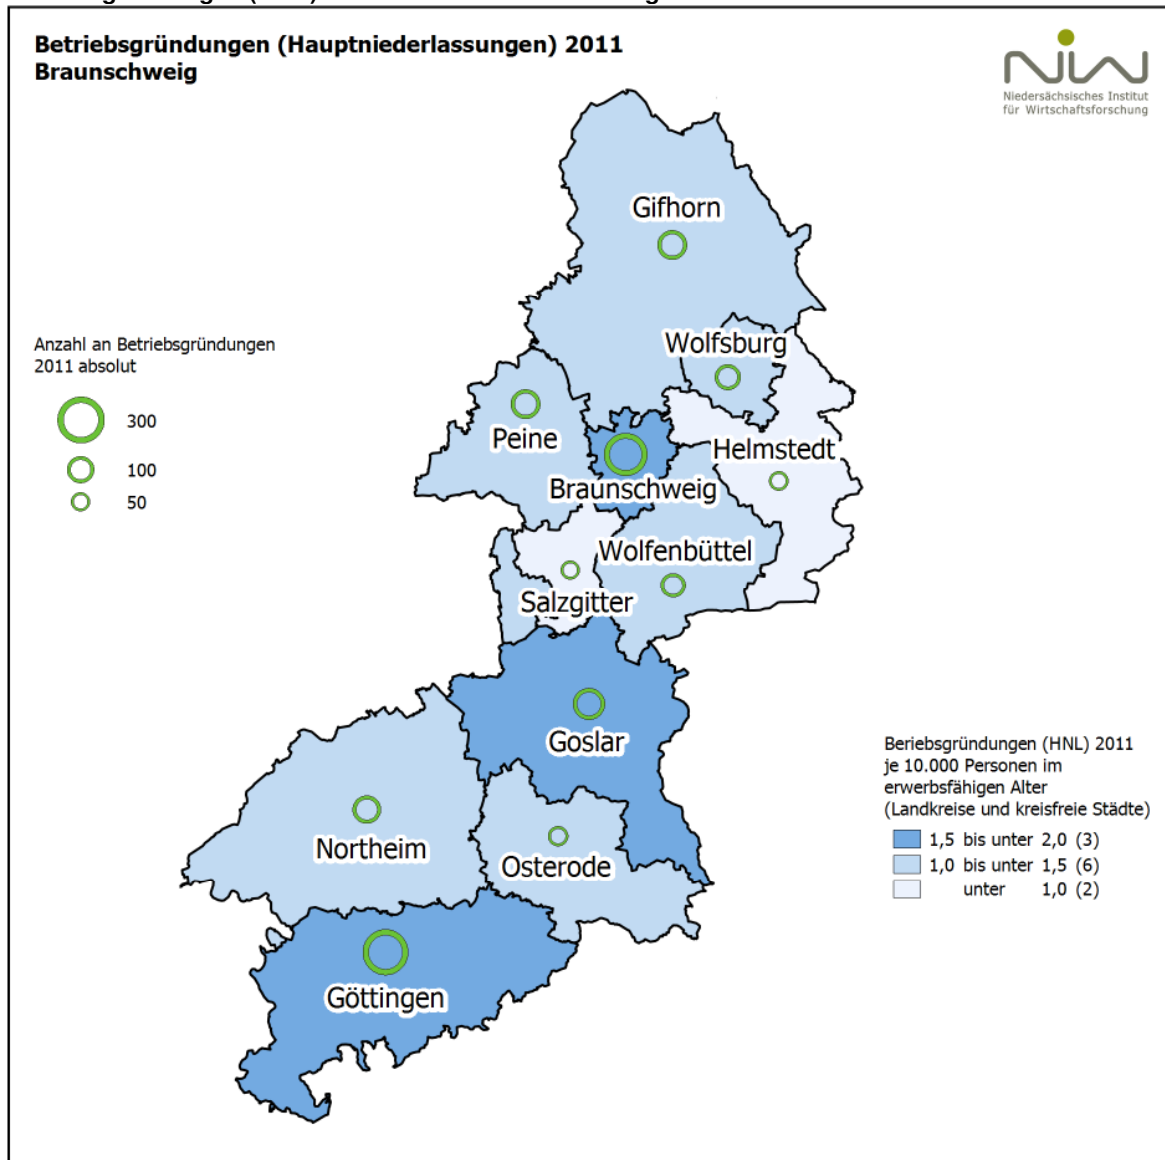 Betriebsgründungen (Hauptniederlassungen) 2011
Braunschweig
NIW
Niedersächsisches Institut
für Wirtschaftsforschung
Gifhorn
Wolfsburg
Anzahl an Betriebsgründungen
2011 absolut
300
100
50
Peine
Helmstedt
Braunschweig
Wolfenbüttel
Salzgitter
Goslar
Beriebsgründungen (HNL) 2011
je 10.000 Personen im
erwerbsfähigen Alter
(Landkreise und kreisfreie Städte)
1,5 bis unter 2,0 (3)
1,0 bis unter 1,5 (6)
unter 1,0 (2)
Northeim
Osterode
Göttingen